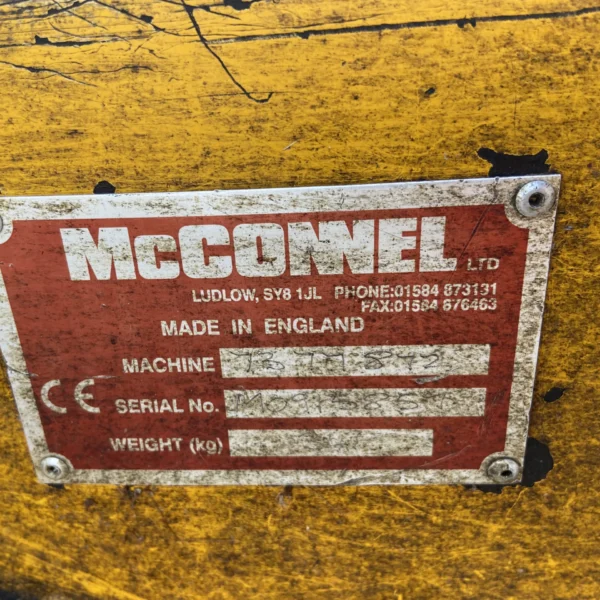 McCONNEL LTD
LUDLOW, SY8 1JL PHONE:01584 873131
FAX:01584 876463
MADE IN ENGLAND
MACHINE
CE SERIAL No.
WEIGHT (kg)